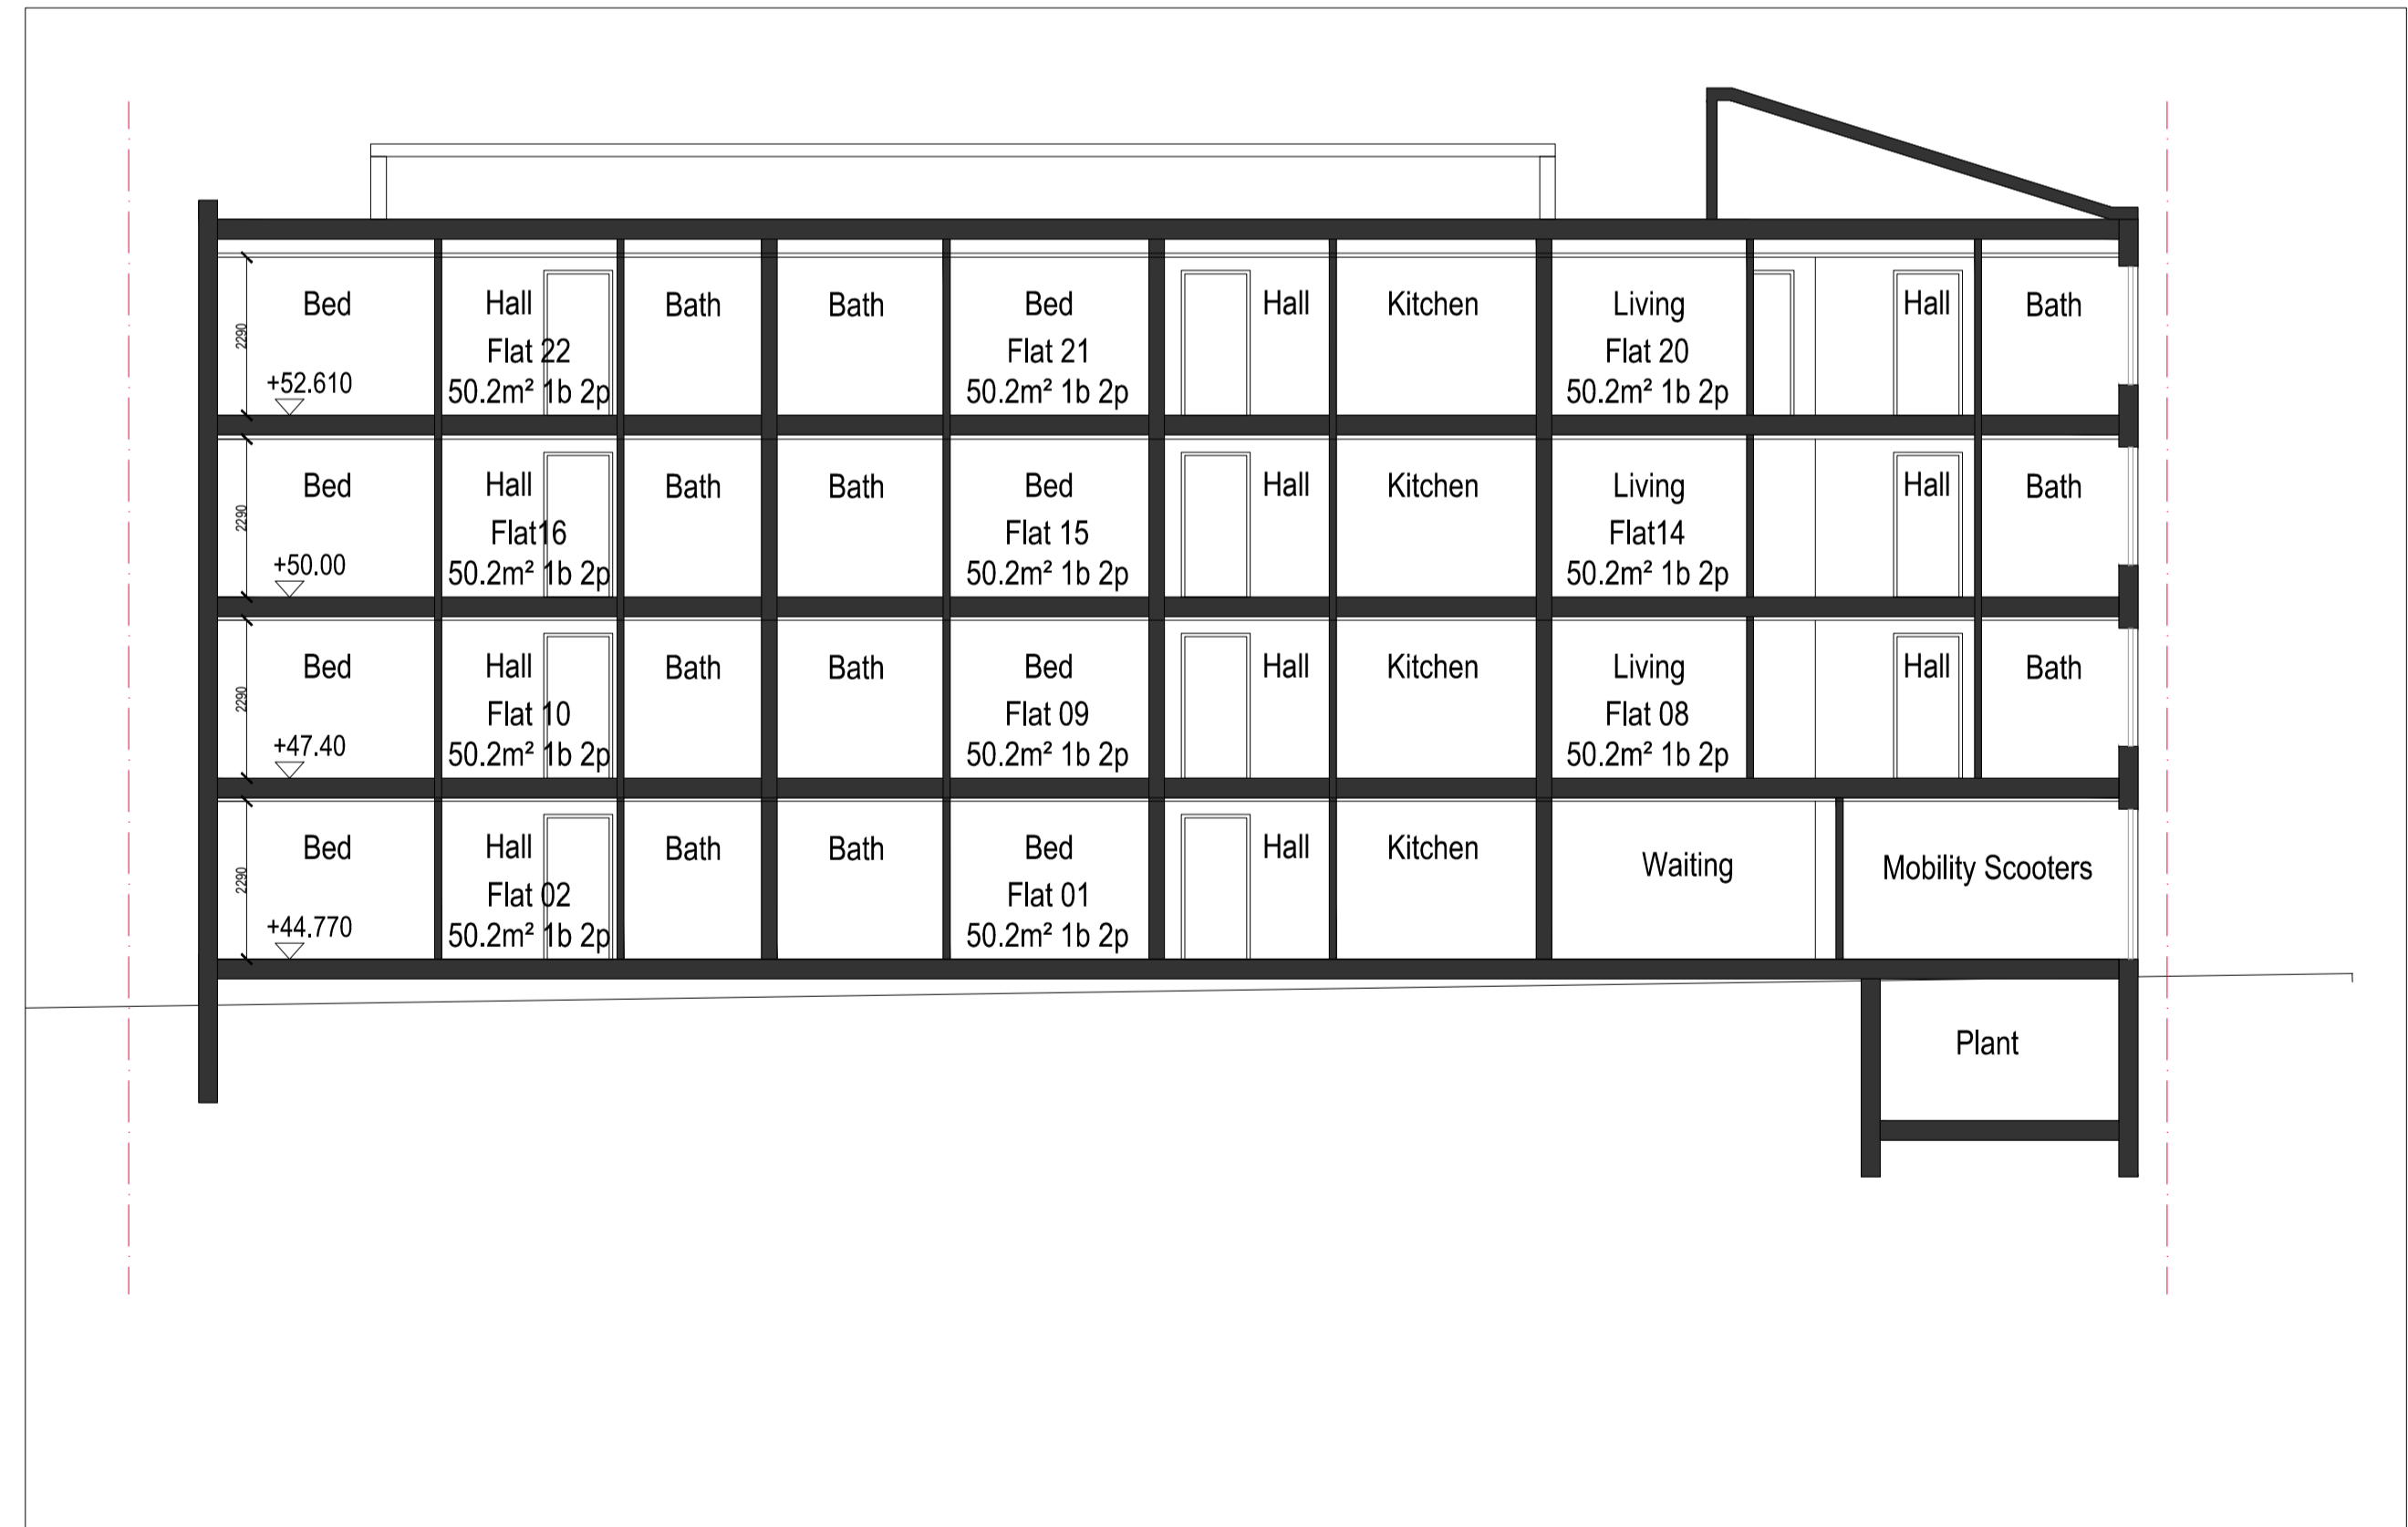 Bed Hall Bath Bath Bed Hall Kitchen Living Hall Bath
Flat 22 Flat 21 Flat 20
2290
+52.610 50.2m² 1b 2p 50.2m² 1b 2p 50.2m² 1b 2p
Bed Hall Bath Bath Bed Hall Kitchen Living Hall Bath
Flat16 Flat 15 Flat14
2290
+50.00 50.2m² 1b 2p 50.2m² 1b 2p 50.2m² 1b 2p
Bed Hall Bath Bath Bed Hall Kitchen Living Hall Bath
Flat 10 Flat 09 Flat 08
2290
+47.40 50.2m² 1b 2p 50.2m² 1b 2p 50.2m² 1b 2p
Bed Hall Bath Bath Bed Hall Kitchen Waiting Mobility Scooters
Flat 02 Flat 01
2290
+44.770 50.2m² 1b 2p 50.2m² 1b 2p
Plant